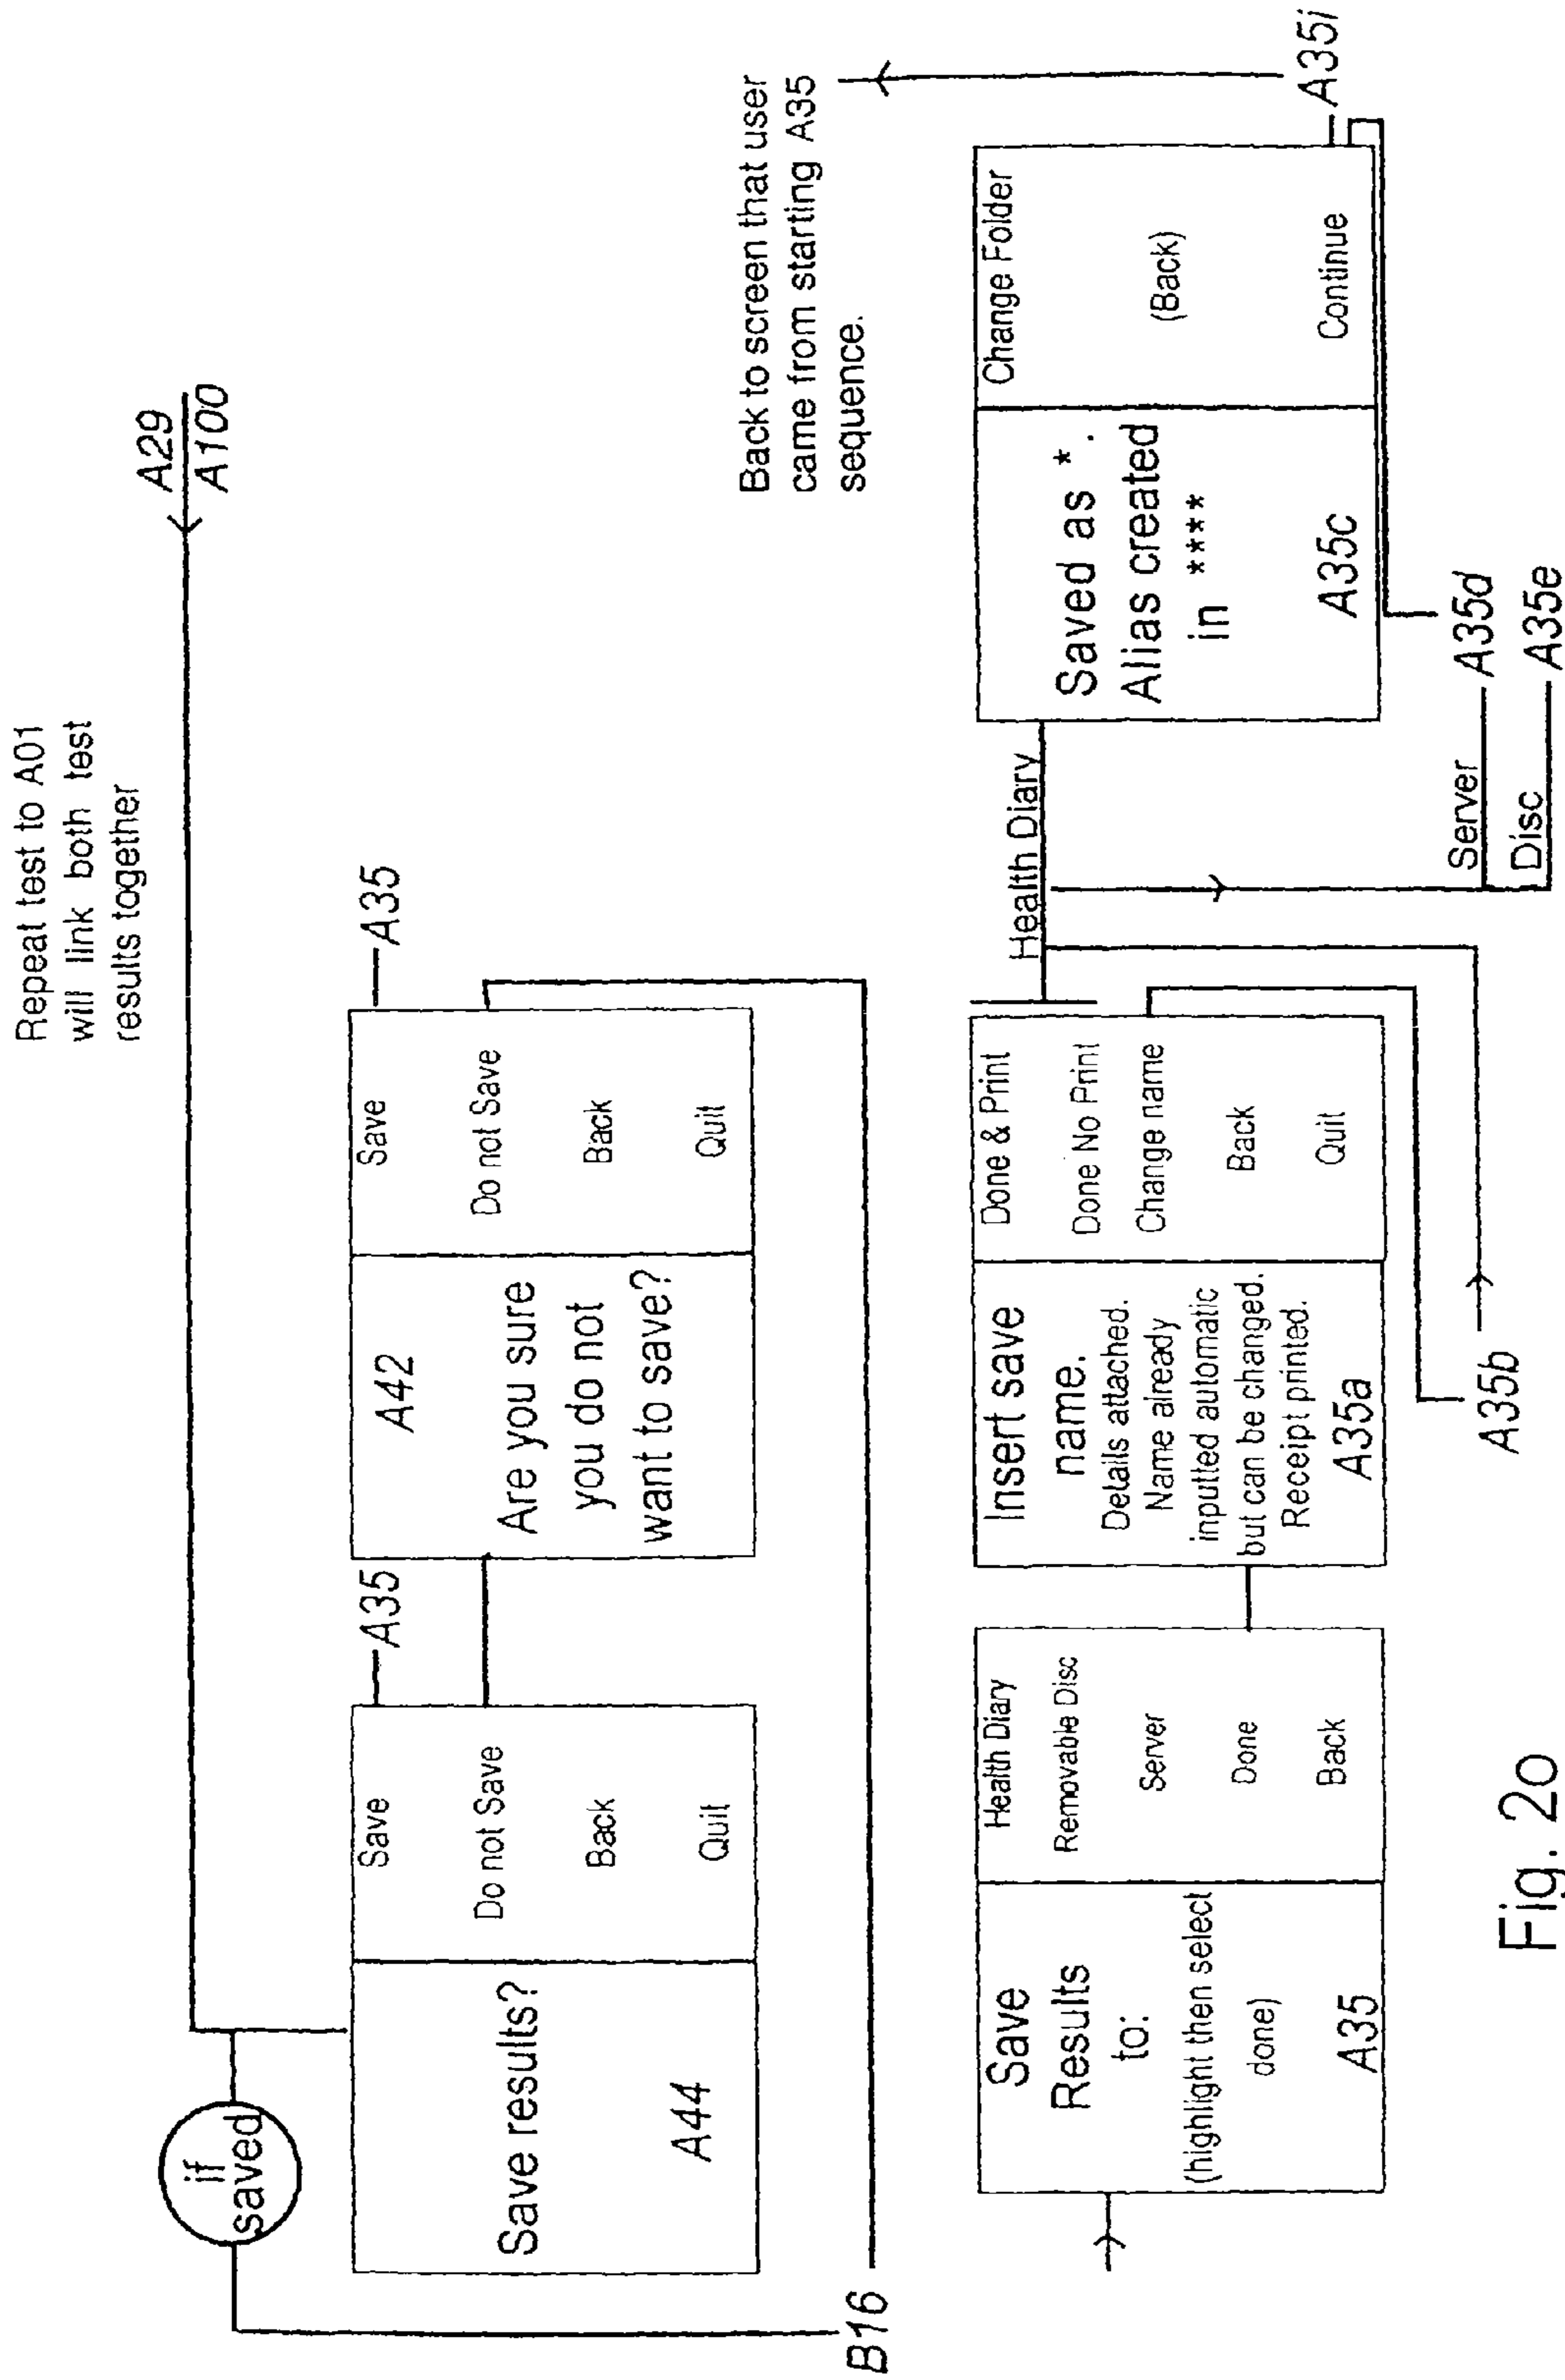 Repeat test to A01
will link both test
results together
A29
A100
if
saved
Save results?
A44
Save
Do not Save
Back
Quit
A35
A42
Are you sure
you do not
want to save?
Save
Do not Save
Back
Quit
A35
B16
Back to screen that user
came from starting A35
sequence.
Save
Results
to:
(highlight then select
done)
A35
Health Diary
Removable Disc
Server
Done
Back
Insert save
name.
Details attached.
Name already
inputted automatic
but can be changed.
Receipt printed.
A35a
Done & Print
Done No Print
Change name
Back
Quit
A35b
Health Diary
Server
A35d
Disc
A35e
Saved as *.
Alias created
in ****
A35c
Change Folder
(Back)
Continue
A35i
Fig. 2o